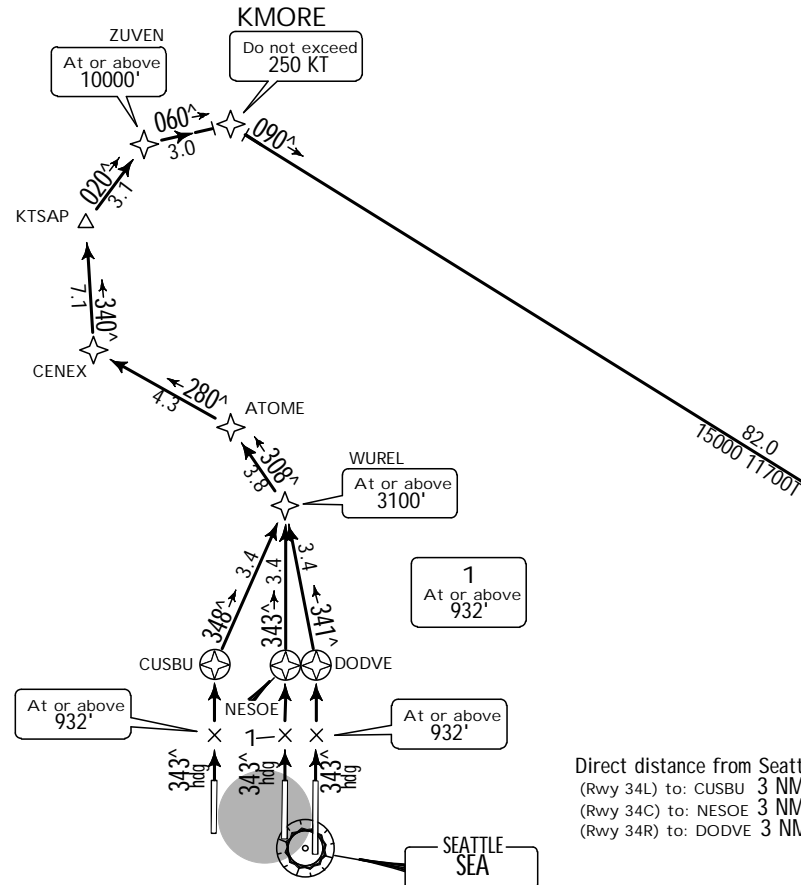 KMORE
ZUVEN
Do not exceed
250 KT
At or above
10000'
060^
3.0
090^
020^
3.1
KTSAP
7.1
340^
CENEX
280^
4.3
ATOME
82.0
15000 11700T
308^
3.8
WUREL
At or above
3100'
3.4
3.4
3.4
348^
343^
341^
1
At or above
932'
CUSBU
DODVE
NESOE
At or above
932'
1
At or above
932'
343^
hdg
343^
hdg
343^
hdg
Direct distance from Seatt
(Rwy 34L) to: CUSBU 3 NM
(Rwy 34C) to: NESOE 3 NM
(Rwy 34R) to: DODVE 3 NM
SEATTLE
SEA